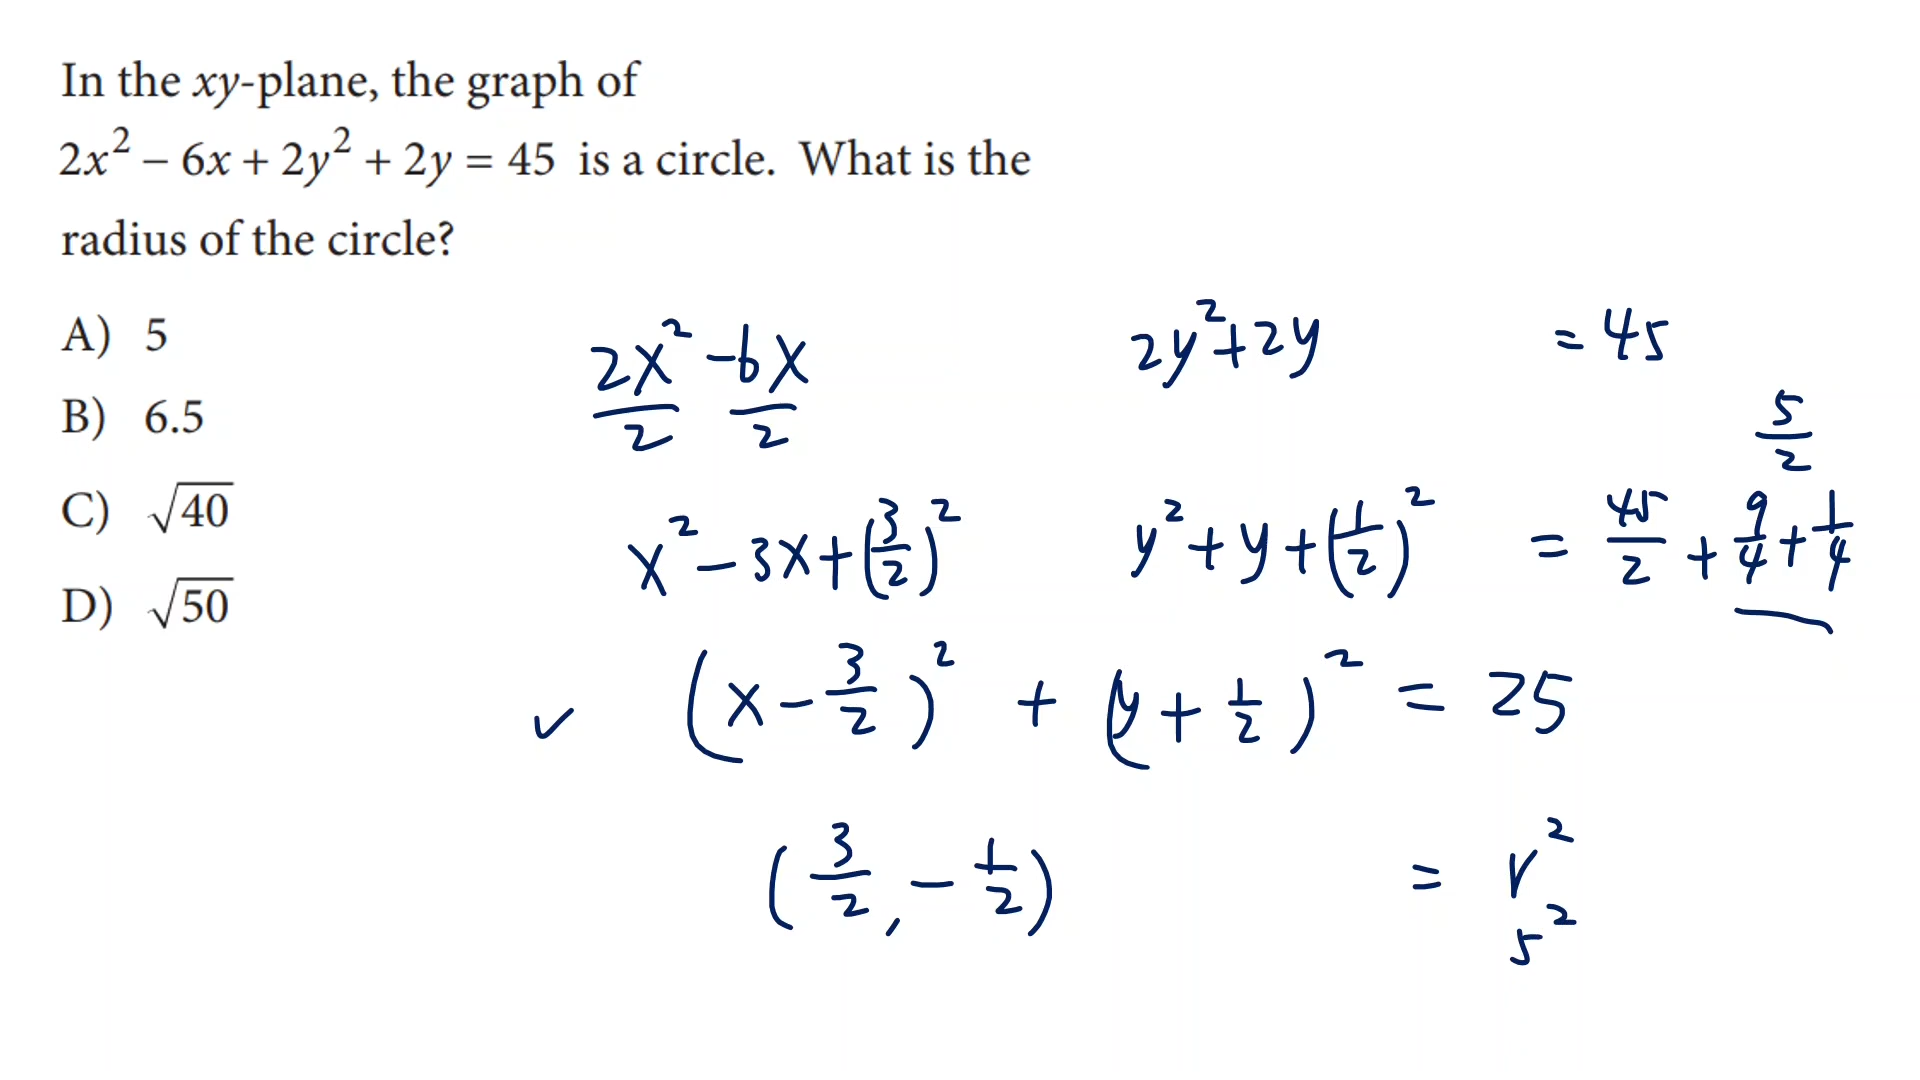 In the xy-plane, the graph of
2x² − 6x + 2y² + 2y = 45 is a circle. What is the
radius of the circle?
A) 5
B) 6.5
C) √40
D) √50
2x²/2 − 6x/2 2y² + 2y = 45
5/2
x² − 3x + (3/2)² y² + y + (1/2)² = 45/2 + 9/4 + 1/4
✓ (x − 3/2)² + (y + 1/2)² = 25
(3/2, − 1/2) = r²
5²